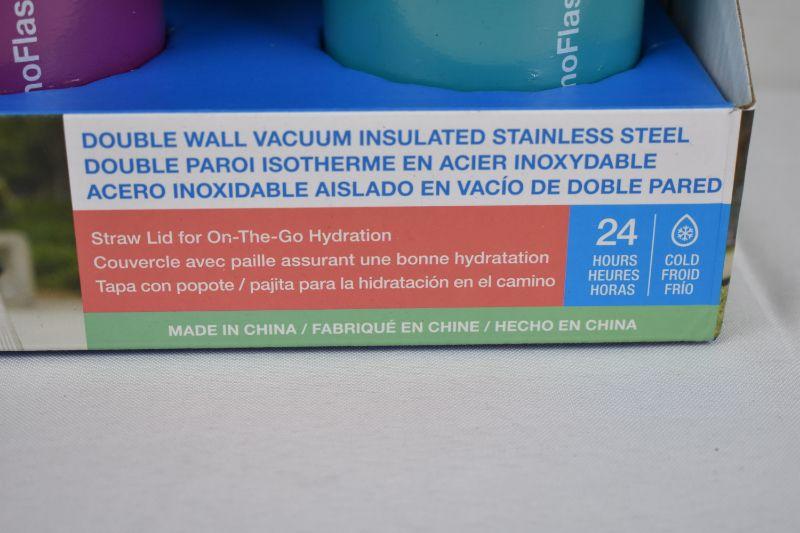 noFlas
noFlas
DOUBLE WALL VACUUM INSULATED STAINLESS STEEL
DOUBLE PAROI ISOTHERME EN ACIER INOXYDABLE
ACERO INOXIDABLE AISLADO EN VACÍO DE DOBLE PARED
Straw Lid for On-The-Go Hydration
Couvercle avec paille assurant une bonne hydratation
Tapa con popote / pajita para la hidratación en el camino
24
HOURS
HEURES
HORAS
COLD
FROID
FRÍO
MADE IN CHINA / FABRIQUÉ EN CHINE / HECHO EN CHINA